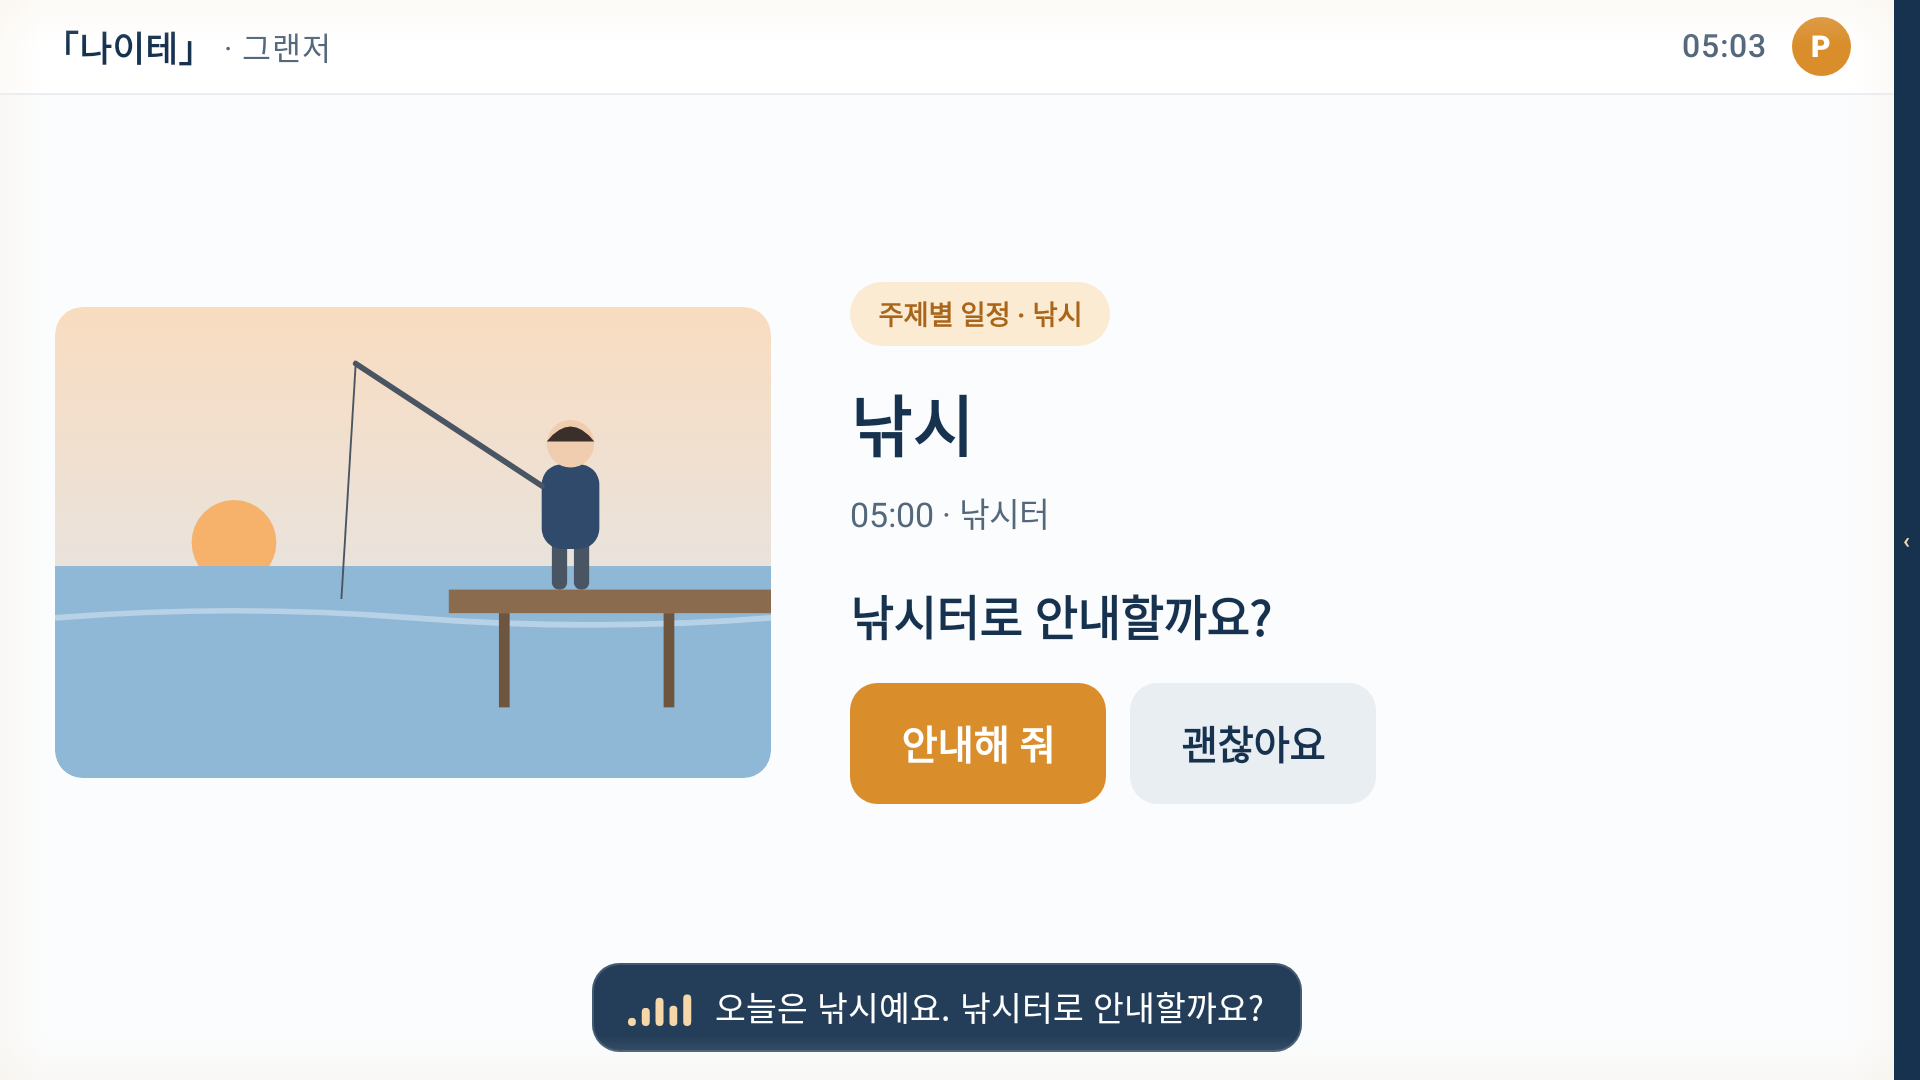 「나이테」 · 그랜저
05:03 P
주제별 일정 · 낚시
낚시
05:00 · 낚시터
낚시터로 안내할까요?
안내해 줘 괜찮아요
‹
오늘은 낚시예요. 낚시터로 안내할까요?